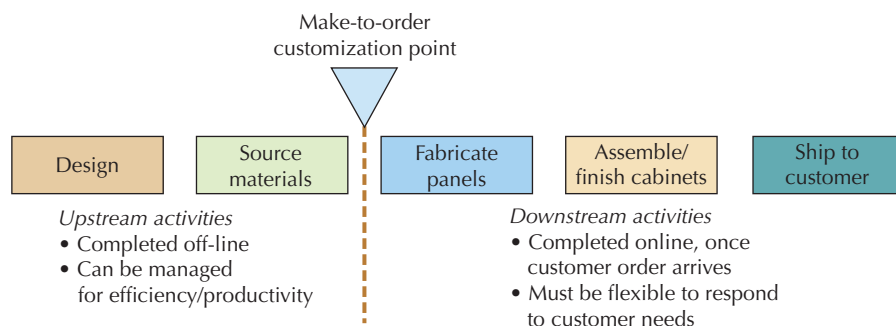 Make-to-order
customization point
Design
Source
materials
Fabricate
panels
Assemble/
finish cabinets
Ship to
customer
Upstream activities
• Completed off-line
• Can be managed
for efficiency/productivity
Downstream activities
• Completed online, once
customer order arrives
• Must be flexible to respond
to customer needs